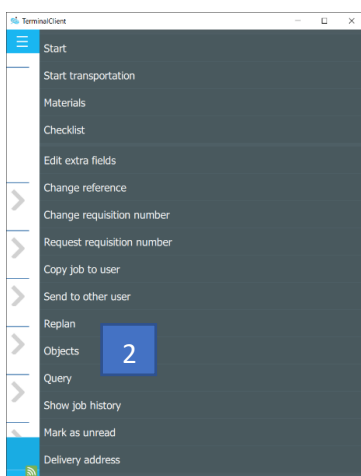 TerminalClient
Start
Start transportation
Materials
Checklist
Edit extra fields
Change reference
Change requisition number
Request requisition number
Copy job to user
Send to other user
Replan
Objects
2
Query
Show job history
Mark as unread
Delivery address